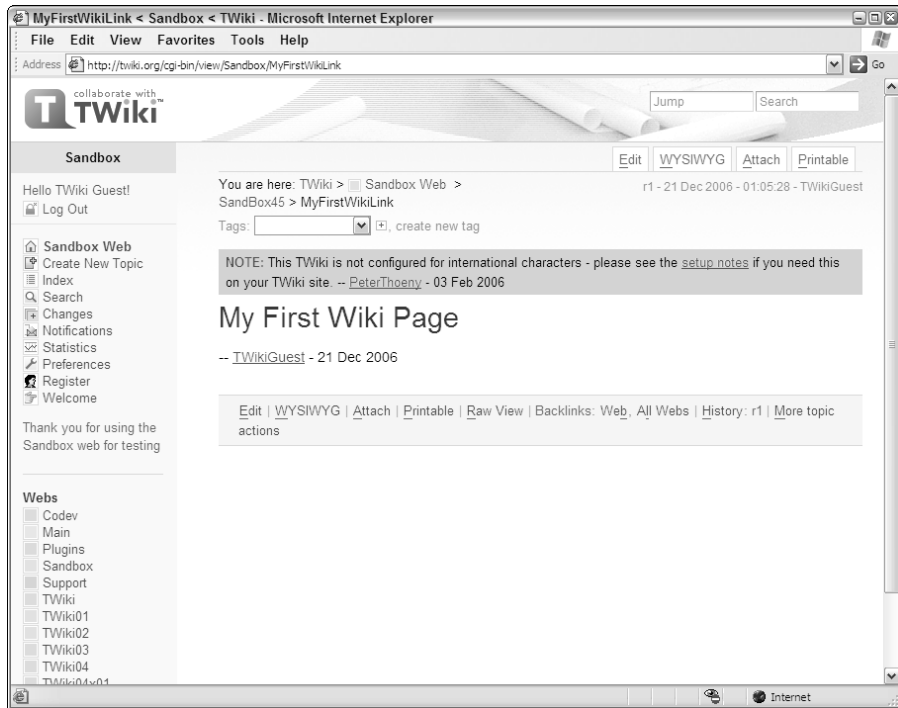 MyFirstWikiLink < Sandbox < TWiki - Microsoft Internet Explorer
File Edit View Favorites Tools Help
Address http://twiki.org/cgi-bin/view/Sandbox/MyFirstWikiLink Go
collaborate with
TWiki™
Jump Search
Sandbox
Edit WYSIWYG Attach Printable
Hello TWiki Guest!
Log Out
Sandbox Web
Create New Topic
Index
Search
Changes
Notifications
Statistics
Preferences
Register
Welcome
Thank you for using the
Sandbox web for testing
Webs
Codev
Main
Plugins
Sandbox
Support
TWiki
TWiki01
TWiki02
TWiki03
TWiki04
TWiki04x01
You are here: TWiki > Sandbox Web >
SandBox45 > MyFirstWikiLink
r1 - 21 Dec 2006 - 01:05:28 - TWikiGuest
Tags: , create new tag
NOTE: This TWiki is not configured for international characters - please see the setup notes if you need this
on your TWiki site. -- PeterThoeny - 03 Feb 2006
My First Wiki Page
-- TWikiGuest - 21 Dec 2006
Edit | WYSIWYG | Attach | Printable | Raw View | Backlinks: Web, All Webs | History: r1 | More topic
actions
Internet